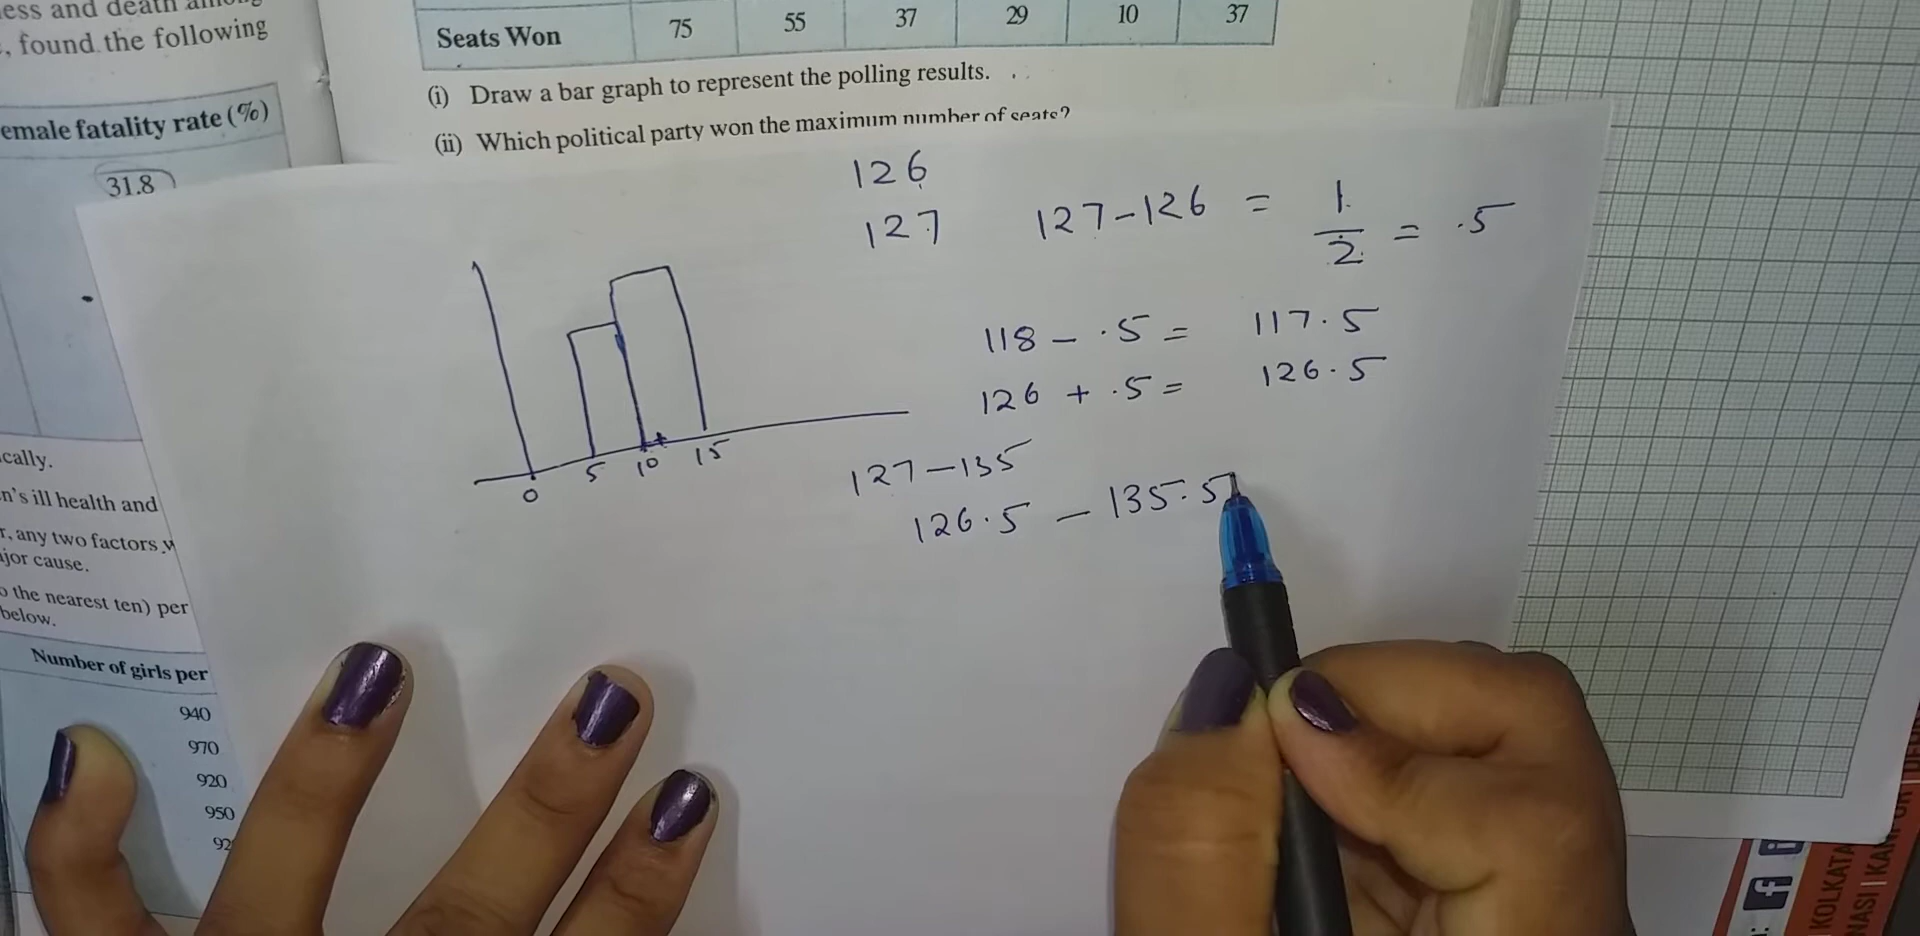 ess and death among
, found the following
emale fatality rate (%)
31.8
cally.
n's ill health and
r, any two factors
jor cause.
the nearest ten) per
below.
Number of girls per
940
970
920
950
92
Seats Won 75 55 37 29 10 37
(i) Draw a bar graph to represent the polling results.
(ii) Which political party won the maximum number of seats?
126
127
127-126 = 1/2 = .5
118 - .5 = 117.5
126 + .5 = 126.5
127-135
126.5 - 135.5
0 5 10 15
KOLKATA